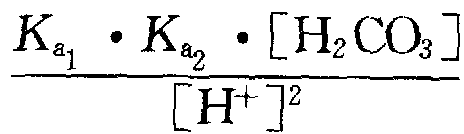 K_{a_1} · K_{a_2} · [H_2CO_3]
[H^+]^2